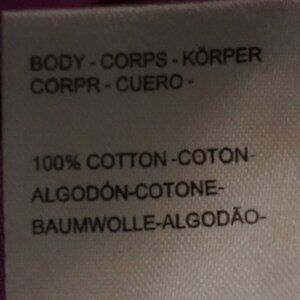 BODY - CORPS - KÖRPER
CORPR - CUERO -
100% COTTON -COTON-
ALGODÓN-COTONE-
BAUMWOLLE-ALGODÃO-